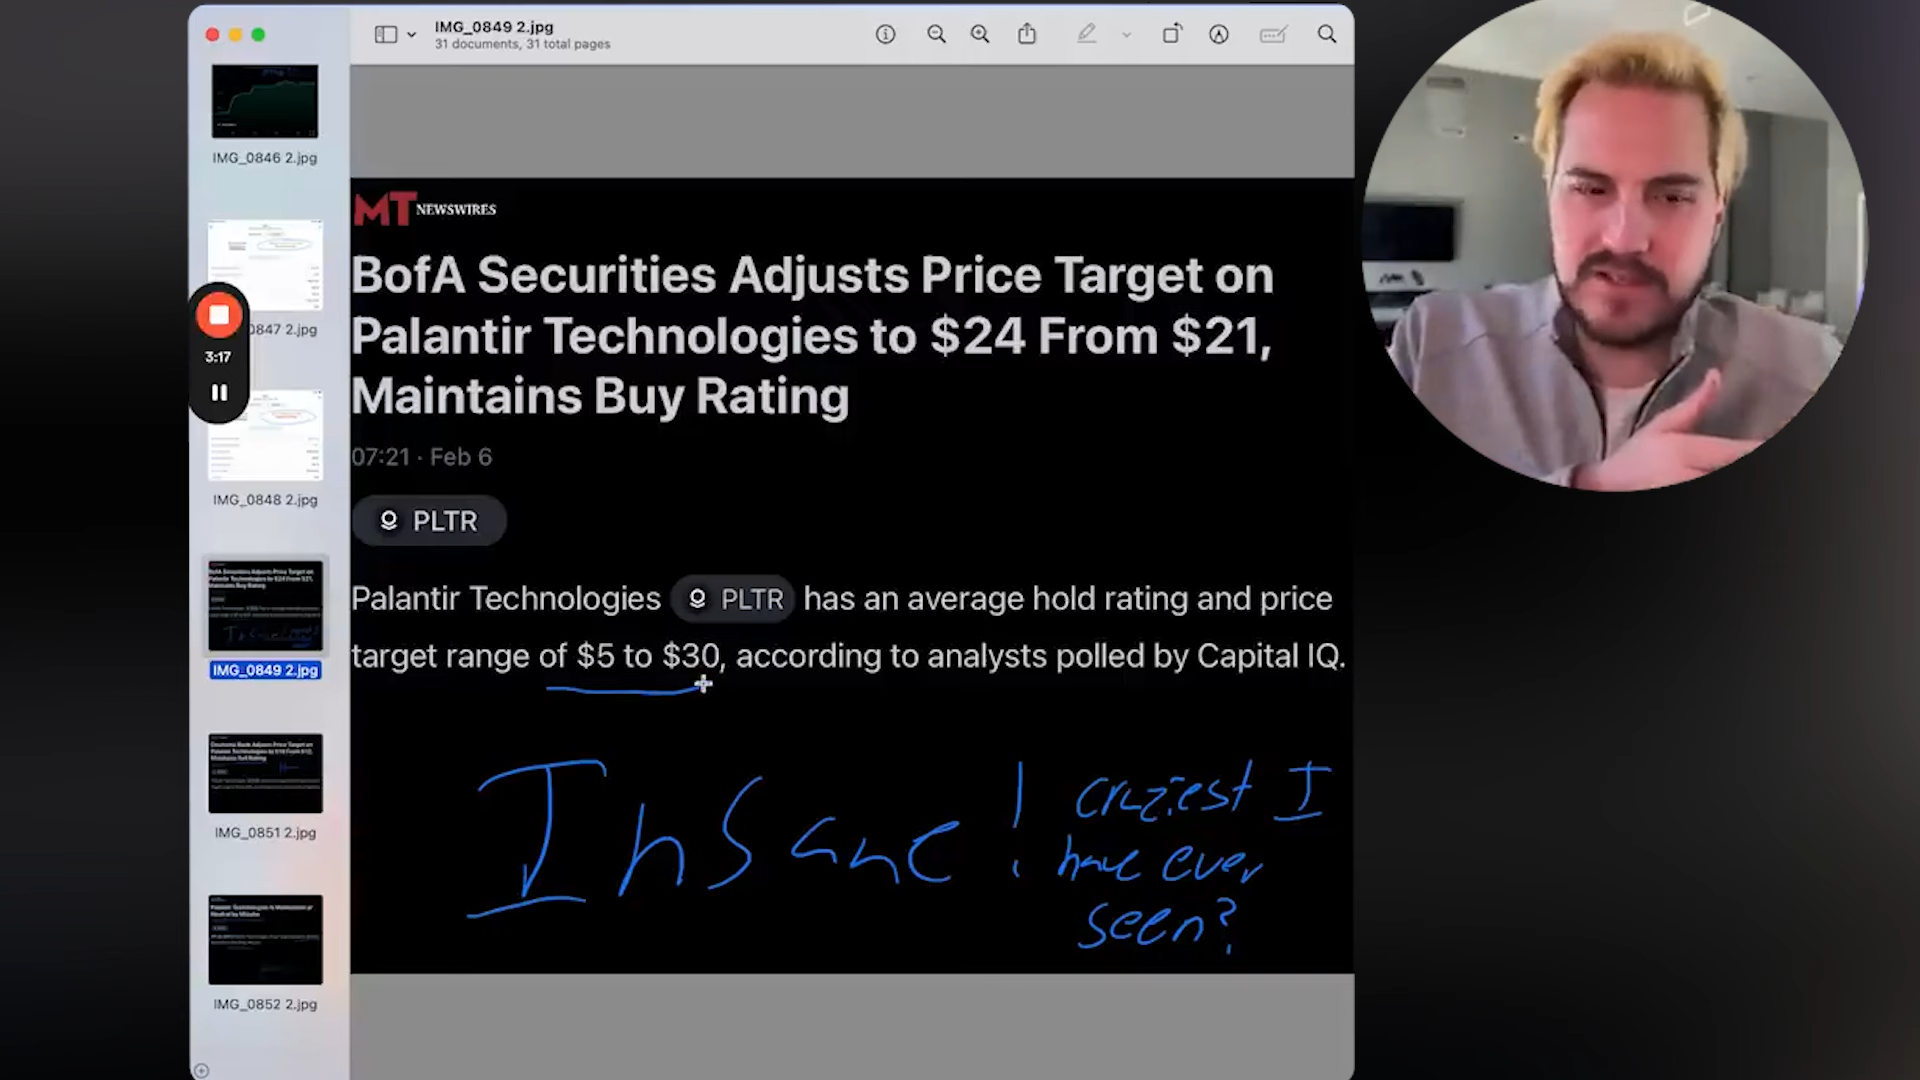 IMG_0849 2.jpg
31 documents, 31 total pages
IMG_0846 2.jpg
0847 2.jpg
3:17
IMG_0848 2.jpg
IMG_0849 2.jpg
IMG_0851 2.jpg
IMG_0852 2.jpg
MT NEWSWIRES
BofA Securities Adjusts Price Target on
Palantir Technologies to $24 From $21,
Maintains Buy Rating
07:21 · Feb 6
PLTR
Palantir Technologies PLTR has an average hold rating and price
target range of $5 to $30, according to analysts polled by Capital IQ.
Insane! craziest I
have ever
seen?